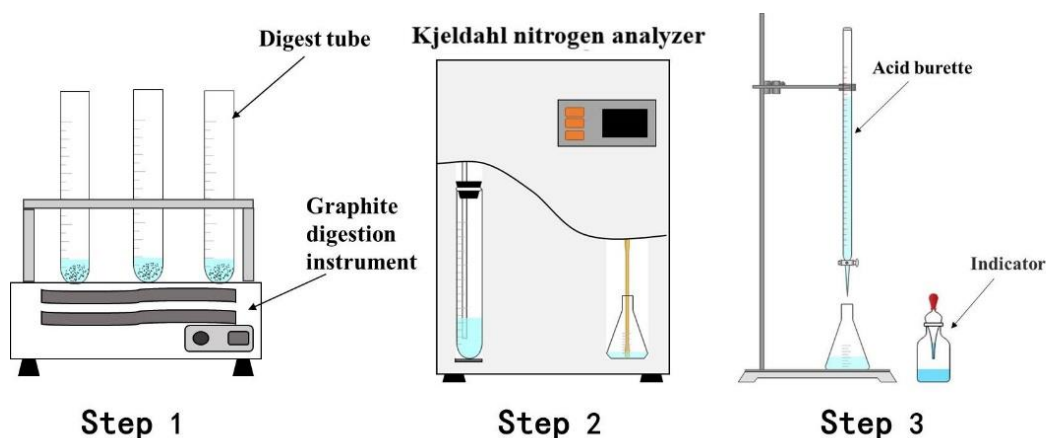 Digest tube
Graphite
digestion
instrument
Step 1
Kjeldahl nitrogen analyzer
Step 2
Acid burette
Indicator
Step 3